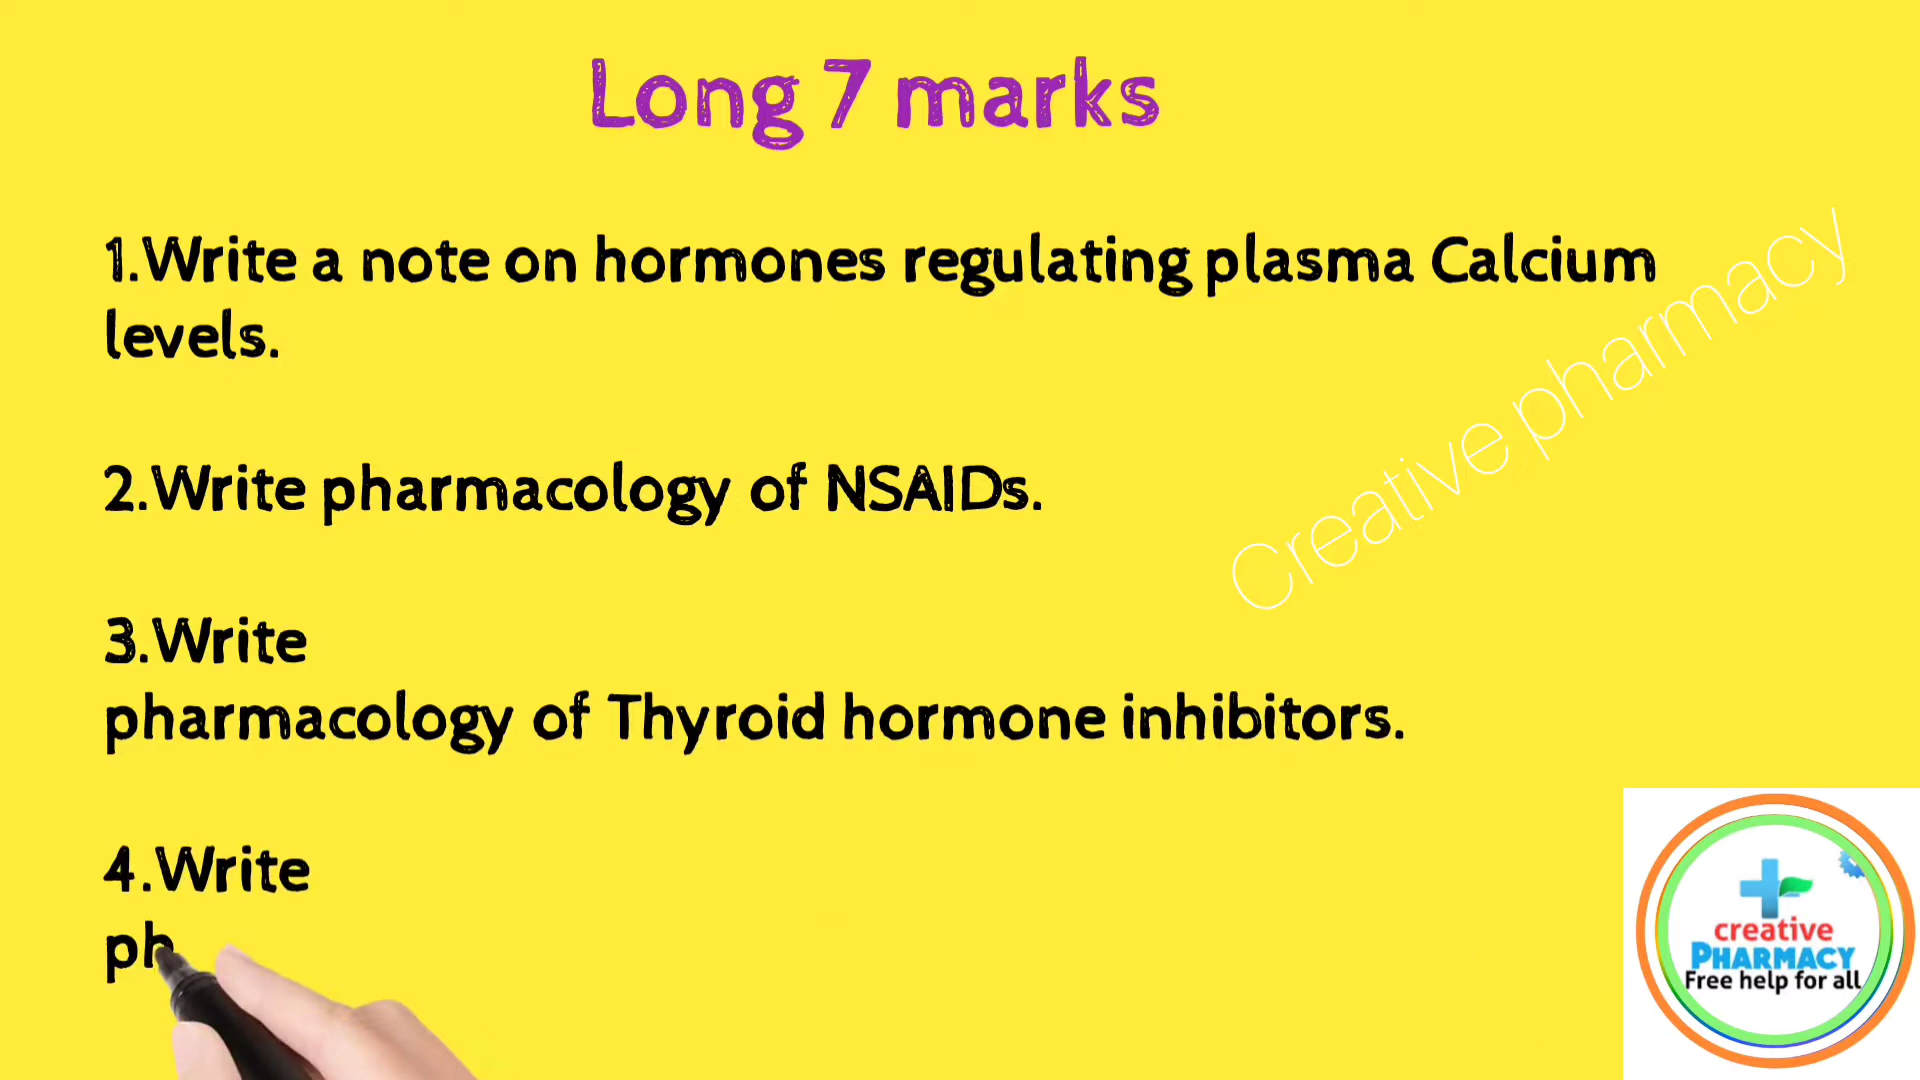 Long 7 marks
1.Write a note on hormones regulating plasma Calcium
levels.
2.Write pharmacology of NSAIDs.
3.Write
pharmacology of Thyroid hormone inhibitors.
4.Write
ph
Creative pharmacy
creative
PHARMACY
Free help for all